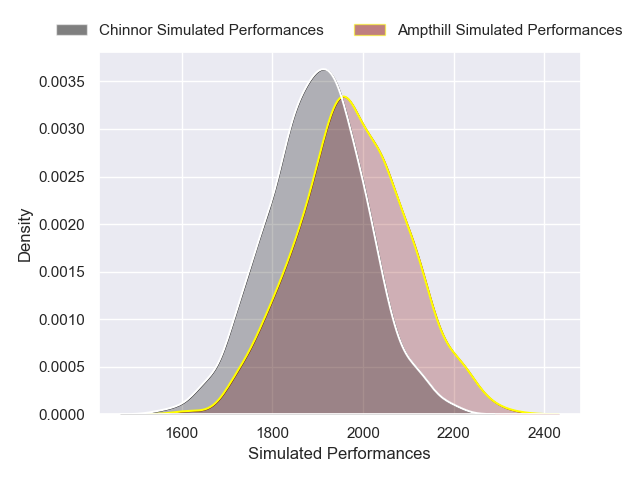 Chinnor Simulated Performances Ampthill Simulated Performances
0.0035
0.0030
0.0025
0.0020
0.0015
0.0010
0.0005
0.0000
Density
1600 1800 2000 2200 2400
Simulated Performances